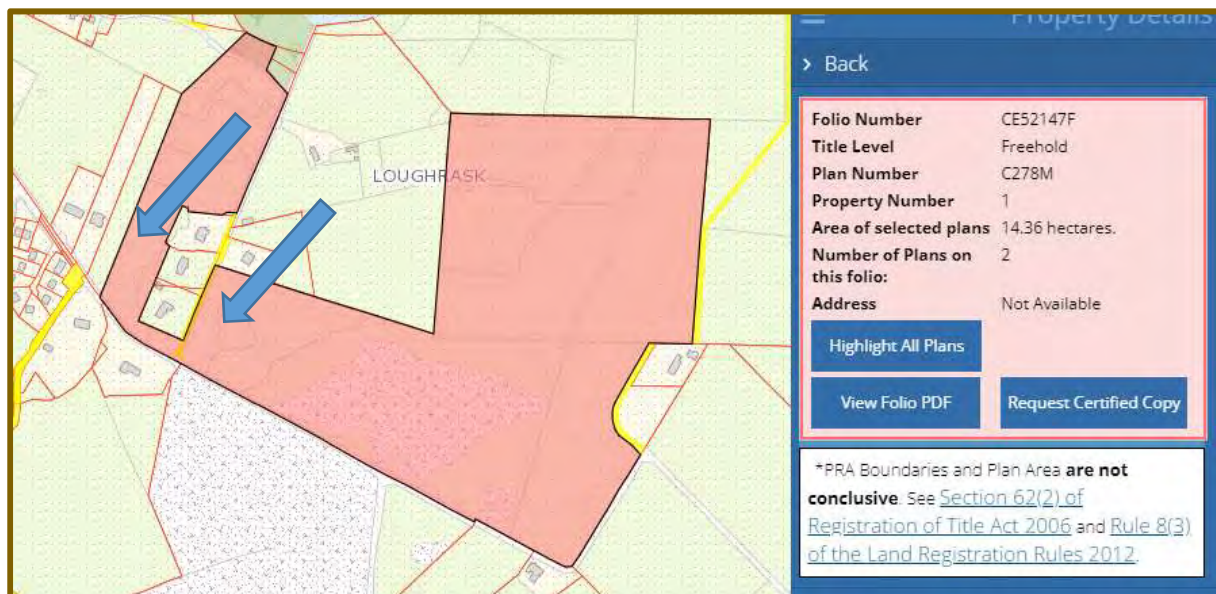 LOUGHRASK
Property Details
› Back
Folio Number CE52147F
Title Level Freehold
Plan Number C278M
Property Number 1
Area of selected plans 14.36 hectares.
Number of Plans on 2
this folio:
Address Not Available
Highlight All Plans
View Folio PDF Request Certified Copy
*PRA Boundaries and Plan Area are not
conclusive. See Section 62(2) of
Registration of Title Act 2006 and Rule 8(3)
of the Land Registration Rules 2012.